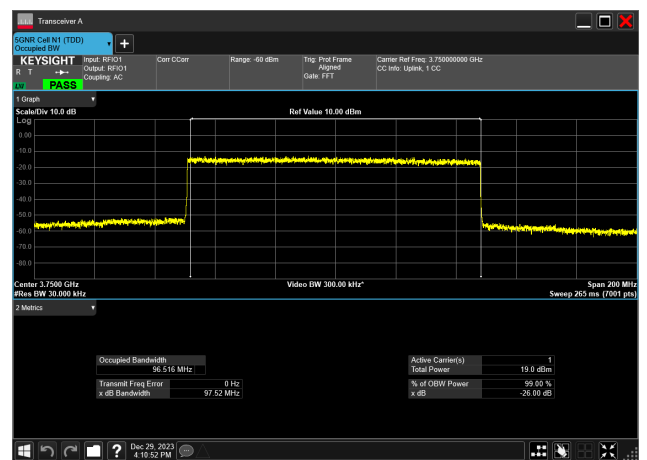 Transceiver A
5GNR Cell N1 (TDD)
Occupied BW
KEYSIGHT
R T
LV
PASS
Input: RFIO1
Output: RFIO1
Coupling: AC
Corr CCorr
Range: -60 dBm
Trig: Prot Frame
Aligned
Gate: FFT
Carrier Ref Freq: 3.750000000 GHz
CC Info: Uplink, 1 CC
1 Graph
Scale/Div 10.0 dB
Ref Value 10.00 dBm
Log
0.00
-10.0
-20.0
-30.0
-40.0
-50.0
-60.0
-70.0
-80.0
Center 3.7500 GHz
Video BW 300.00 kHz*
Span 200 MHz
#Res BW 30.000 kHz
Sweep 265 ms (7001 pts)
2 Metrics
Occupied Bandwidth
96.516 MHz
Active Carrier(s) 1
Total Power 19.0 dBm
Transmit Freq Error 0 Hz
x dB Bandwidth 97.52 MHz
% of OBW Power 99.00 %
x dB -26.00 dB
?
Dec 29, 2023
4:10:52 PM